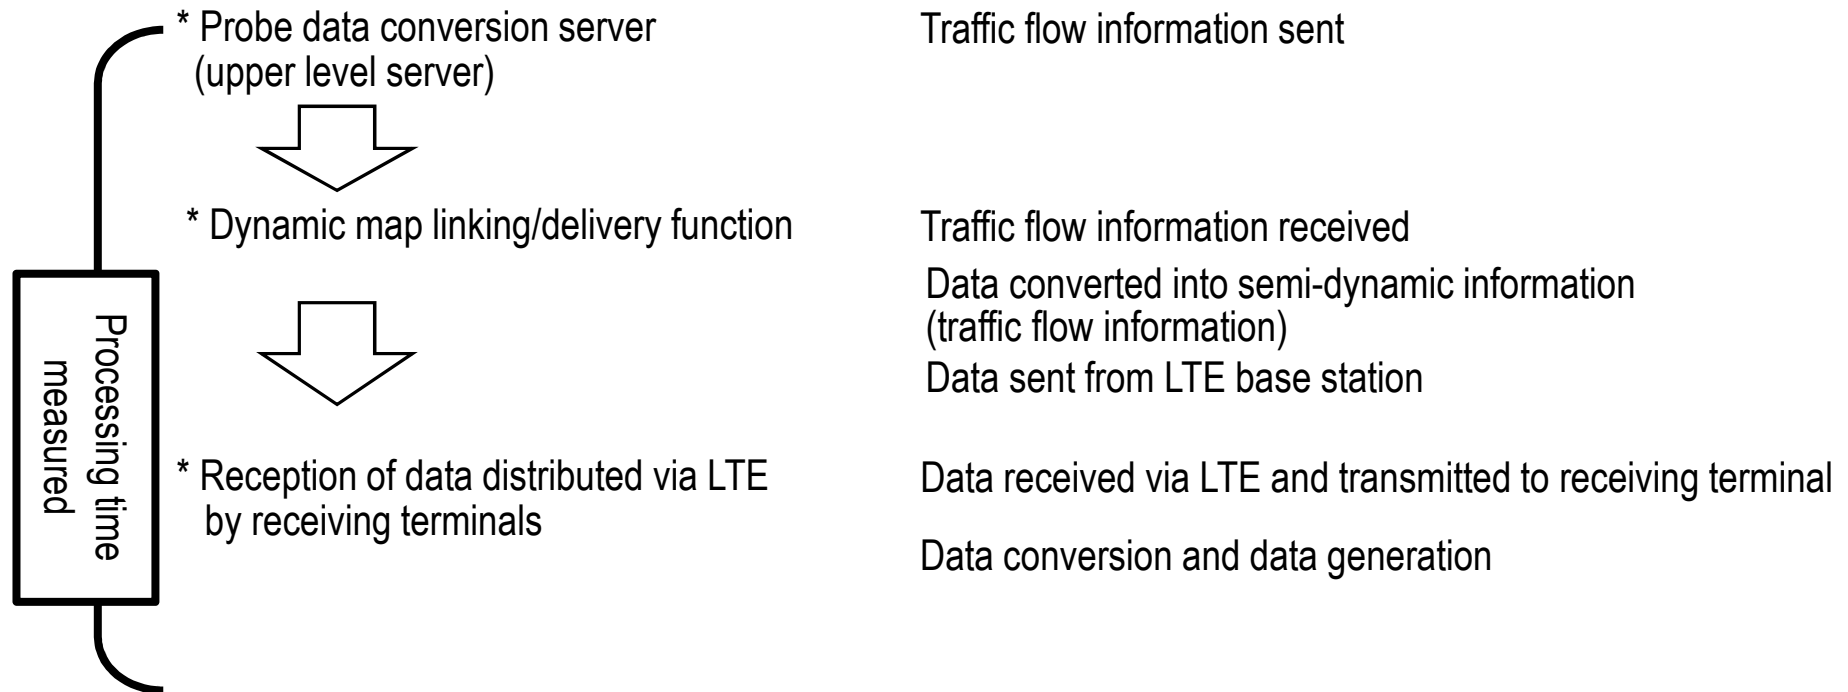 * Probe data conversion server
(upper level server)
Traffic flow information sent
* Dynamic map linking/delivery function
Traffic flow information received
Data converted into semi-dynamic information
(traffic flow information)
Data sent from LTE base station
Processing time
measured
* Reception of data distributed via LTE
by receiving terminals
Data received via LTE and transmitted to receiving terminal
Data conversion and data generation